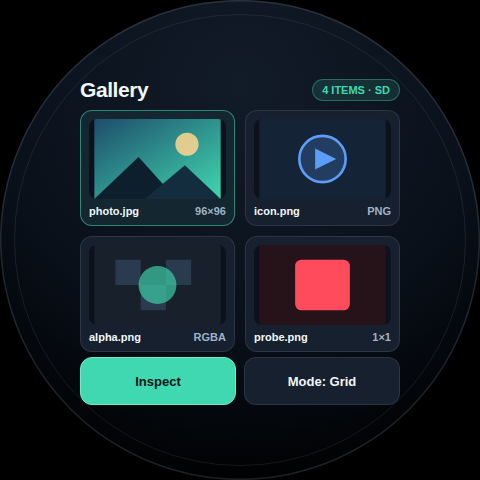 Gallery
4 ITEMS · SD
photo.jpg 96×96
icon.png PNG
alpha.png RGBA
probe.png 1×1
Inspect
Mode: Grid